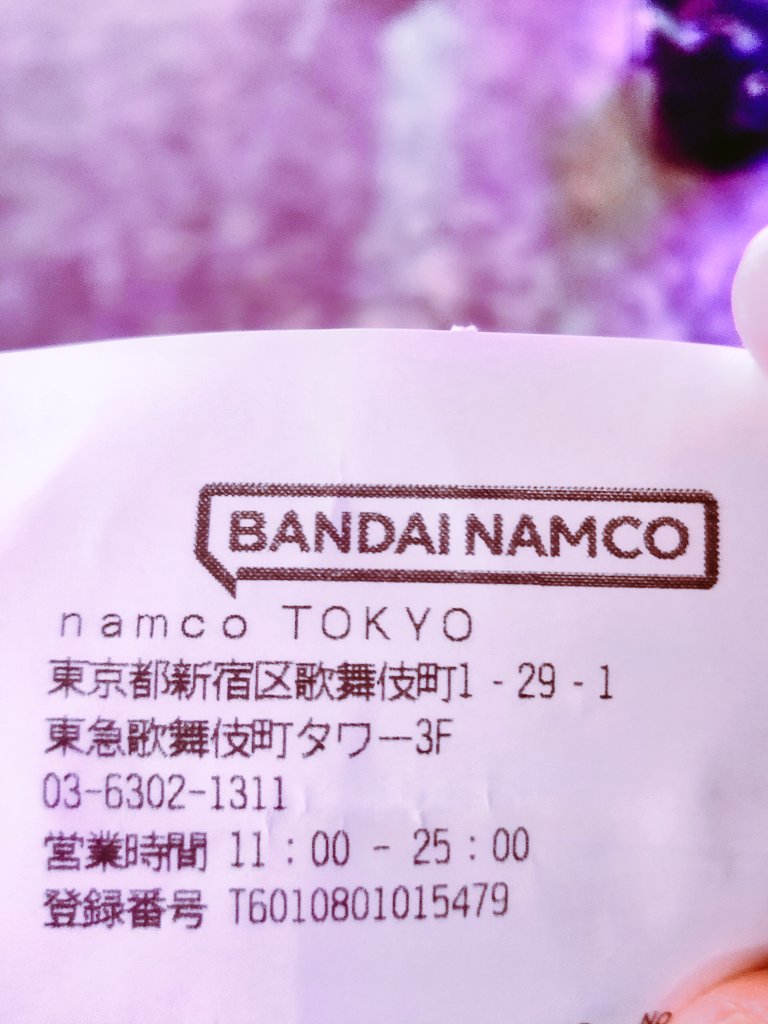 BANDAI NAMCO
namco TOKYO
東京都新宿区歌舞伎町1-29-1
東急歌舞伎町タワー3F
03-6302-1311
営業時間 11:00 - 25:00
登録番号 T6010801015479
No